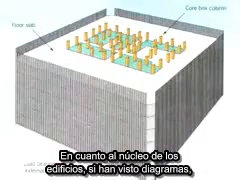 Core box column
Floor slab
En cuanto al núcleo de los
edificios, si han visto diagramas,